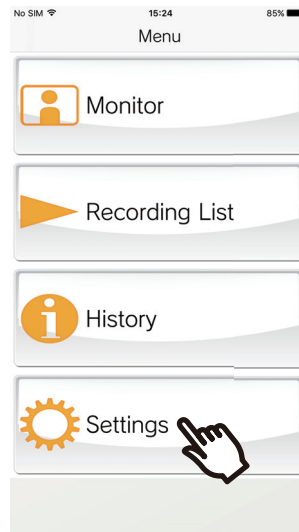 No SIM 15:24 85%
Menu
Monitor
Recording List
History
Settings